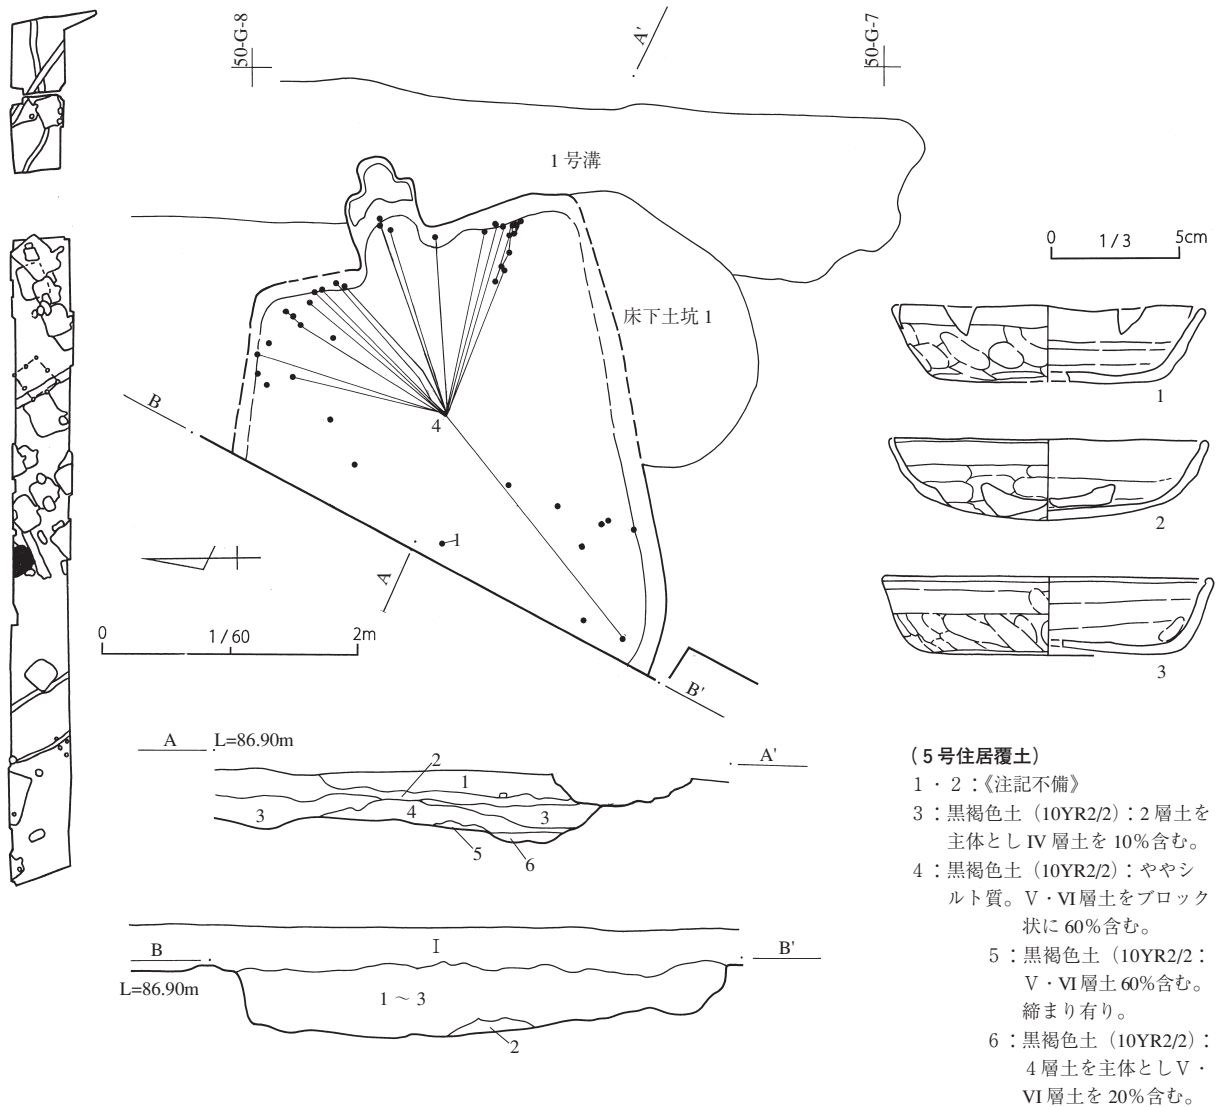 50-G-8
A'
50-G-7
1号溝
0 1/3 5cm
床下土坑1
1
B
4
2
1
A
0 1/60 2m
3
B'
A L=86.90m A'
2
1
3 4 3
5 6
B I B'
L=86.90m
1～3
2
(5号住居覆土)
1・2：《注記不備》
3：黒褐色土（10YR2/2）：2層土を
主体としIV層土を10％含む。
4：黒褐色土（10YR2/2）：ややシ
ルト質。V・VI層土をブロック
状に60％含む。
5：黒褐色土（10YR2/2：
V・VI層土60％含む。
締まり有り。
6：黒褐色土（10YR2/2）：
4層土を主体としV・
VI層土を20％含む。